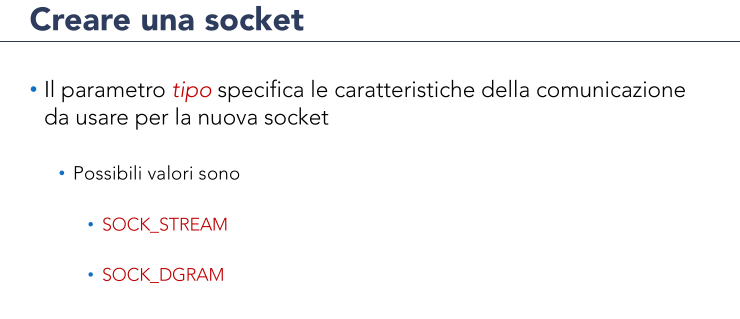 Creare una socket
• Il parametro tipo specifica le caratteristiche della comunicazione
da usare per la nuova socket
• Possibili valori sono
• SOCK_STREAM
• SOCK_DGRAM